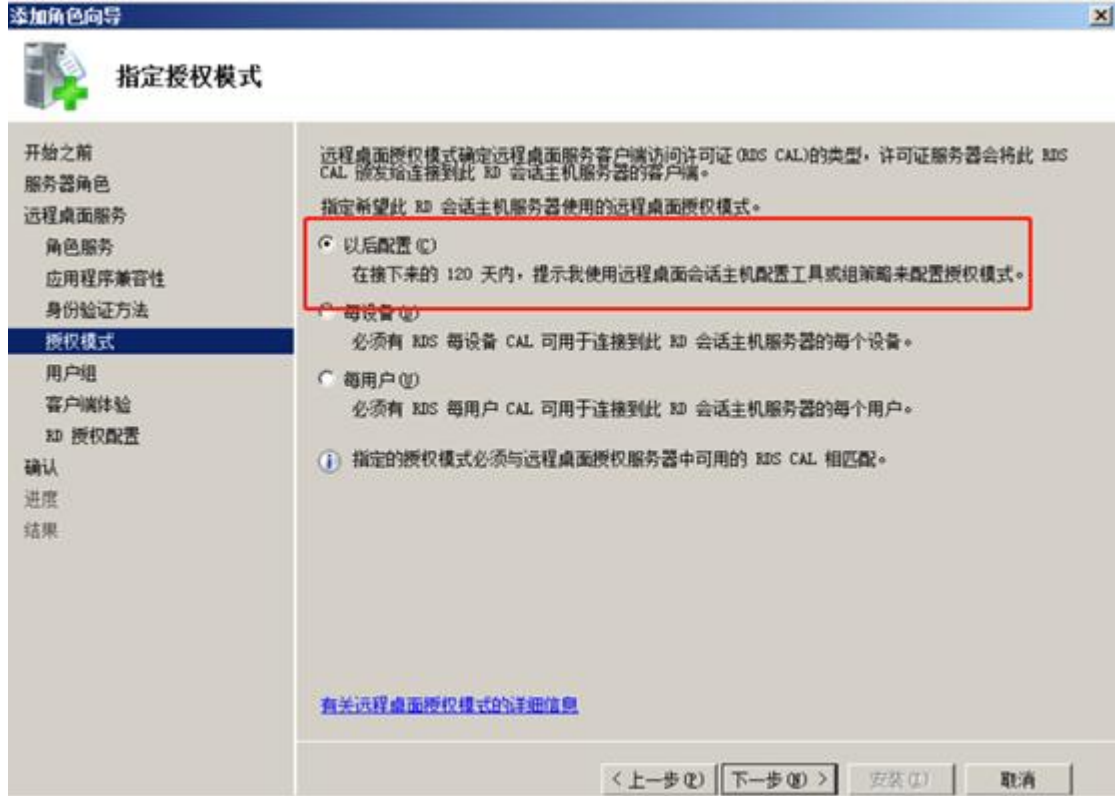 添加角色向导
指定授权模式
开始之前
服务器角色
远程桌面服务
角色服务
应用程序兼容性
身份验证方法
授权模式
用户组
客户端体验
RD 授权配置
确认
进度
结果
远程桌面授权模式确定远程桌面服务客户端访问许可证(RDS CAL)的类型，许可证服务器会将此 RDS
CAL 颁发给连接到此 RD 会话主机服务器的客户端。
指定希望此 RD 会话主机服务器使用的远程桌面授权模式。
以后配置(C)
在接下来的 120 天内，提示我使用远程桌面会话主机配置工具或组策略来配置授权模式。
每设备(W)
必须有 RDS 每设备 CAL 可用于连接到此 RD 会话主机服务器的每个设备。
每用户(U)
必须有 RDS 每用户 CAL 可用于连接到此 RD 会话主机服务器的每个用户。
指定的授权模式必须与远程桌面授权服务器中可用的 RDS CAL 相匹配。
有关远程桌面授权模式的详细信息
< 上一步(P)
下一步(N) >
安装(I)
取消